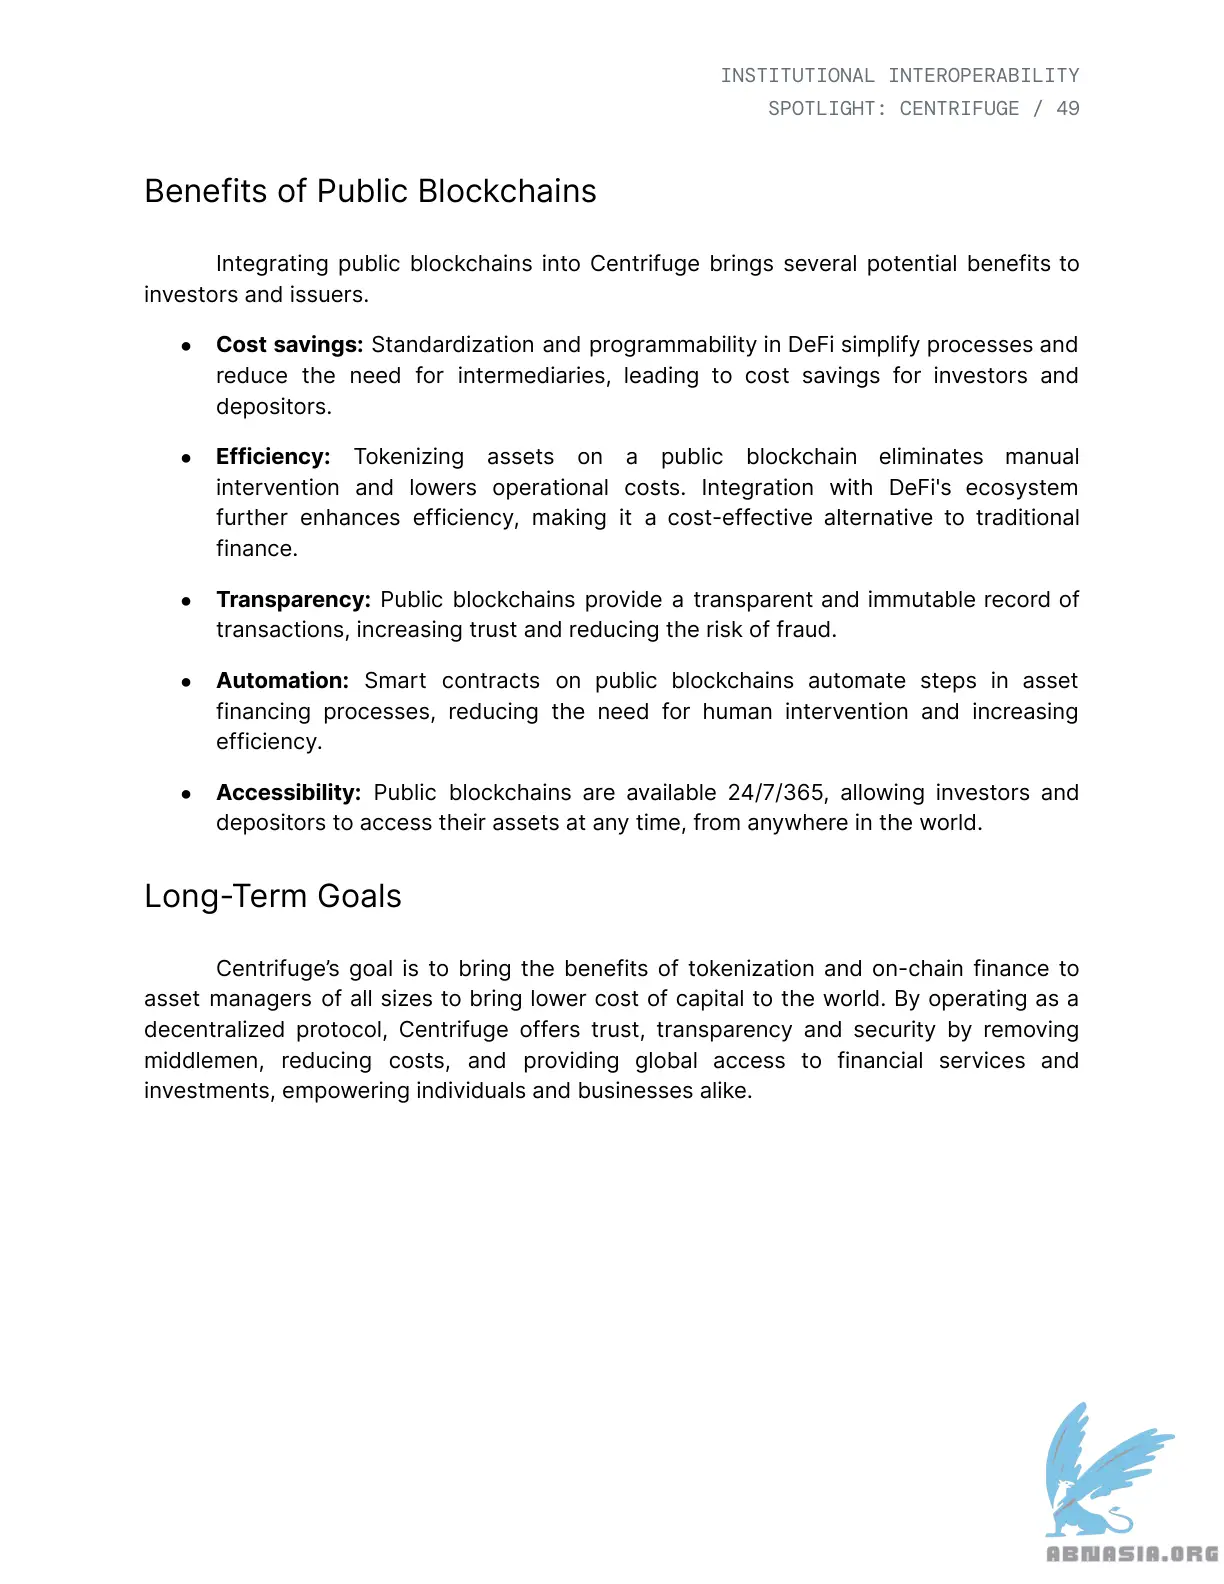 INSTITUTIONAL INTEROPERABILITY
SPOTLIGHT: CENTRIFUGE / 49
Benefits of Public Blockchains
Integrating public blockchains into Centrifuge brings several potential benefits to
investors and issuers.
● Cost savings: Standardization and programmability in DeFi simplify processes and
reduce the need for intermediaries, leading to cost savings for investors and
depositors.
● Efficiency: Tokenizing assets on a public blockchain eliminates manual
intervention and lowers operational costs. Integration with DeFi's ecosystem
further enhances efficiency, making it a cost-effective alternative to traditional
finance.
● Transparency: Public blockchains provide a transparent and immutable record of
transactions, increasing trust and reducing the risk of fraud.
● Automation: Smart contracts on public blockchains automate steps in asset
financing processes, reducing the need for human intervention and increasing
efficiency.
● Accessibility: Public blockchains are available 24/7/365, allowing investors and
depositors to access their assets at any time, from anywhere in the world.
Long-Term Goals
Centrifuge’s goal is to bring the benefits of tokenization and on-chain finance to
asset managers of all sizes to bring lower cost of capital to the world. By operating as a
decentralized protocol, Centrifuge offers trust, transparency and security by removing
middlemen, reducing costs, and providing global access to financial services and
investments, empowering individuals and businesses alike.
ABNASIA.ORG